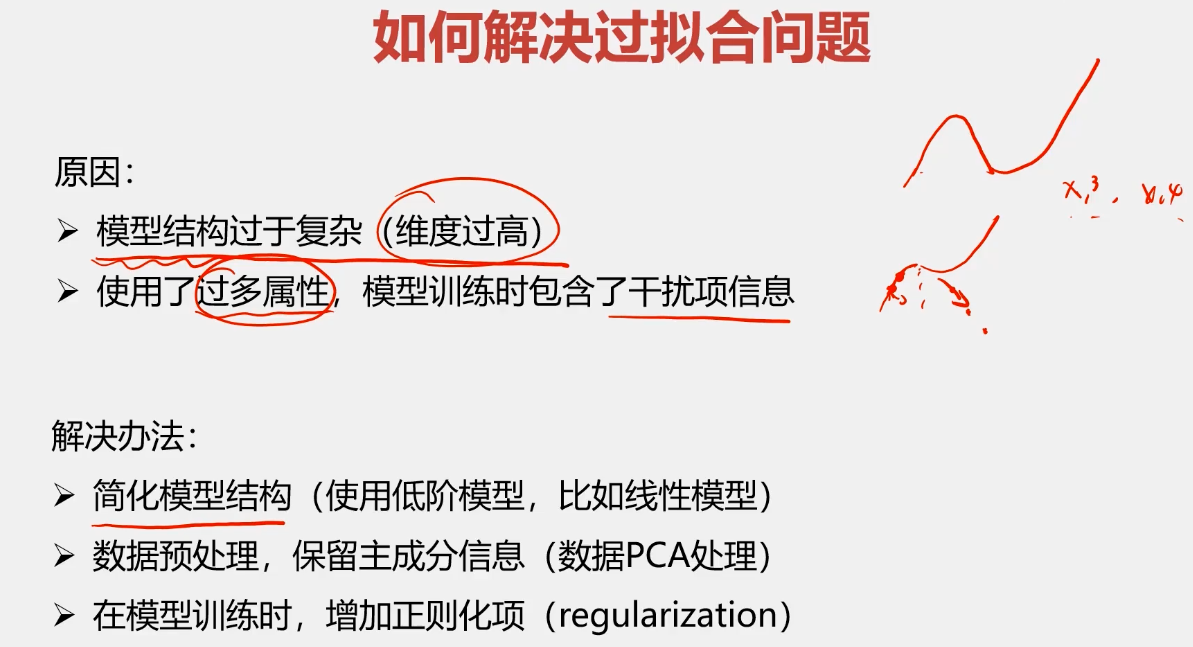 如何解决过拟合问题
原因：
➢ 模型结构过于复杂（维度过高）
➢ 使用了过多属性，模型训练时包含了干扰项信息
解决办法：
➢ 简化模型结构（使用低阶模型，比如线性模型）
➢ 数据预处理，保留主成分信息（数据PCA处理）
➢ 在模型训练时，增加正则化项（regularization）